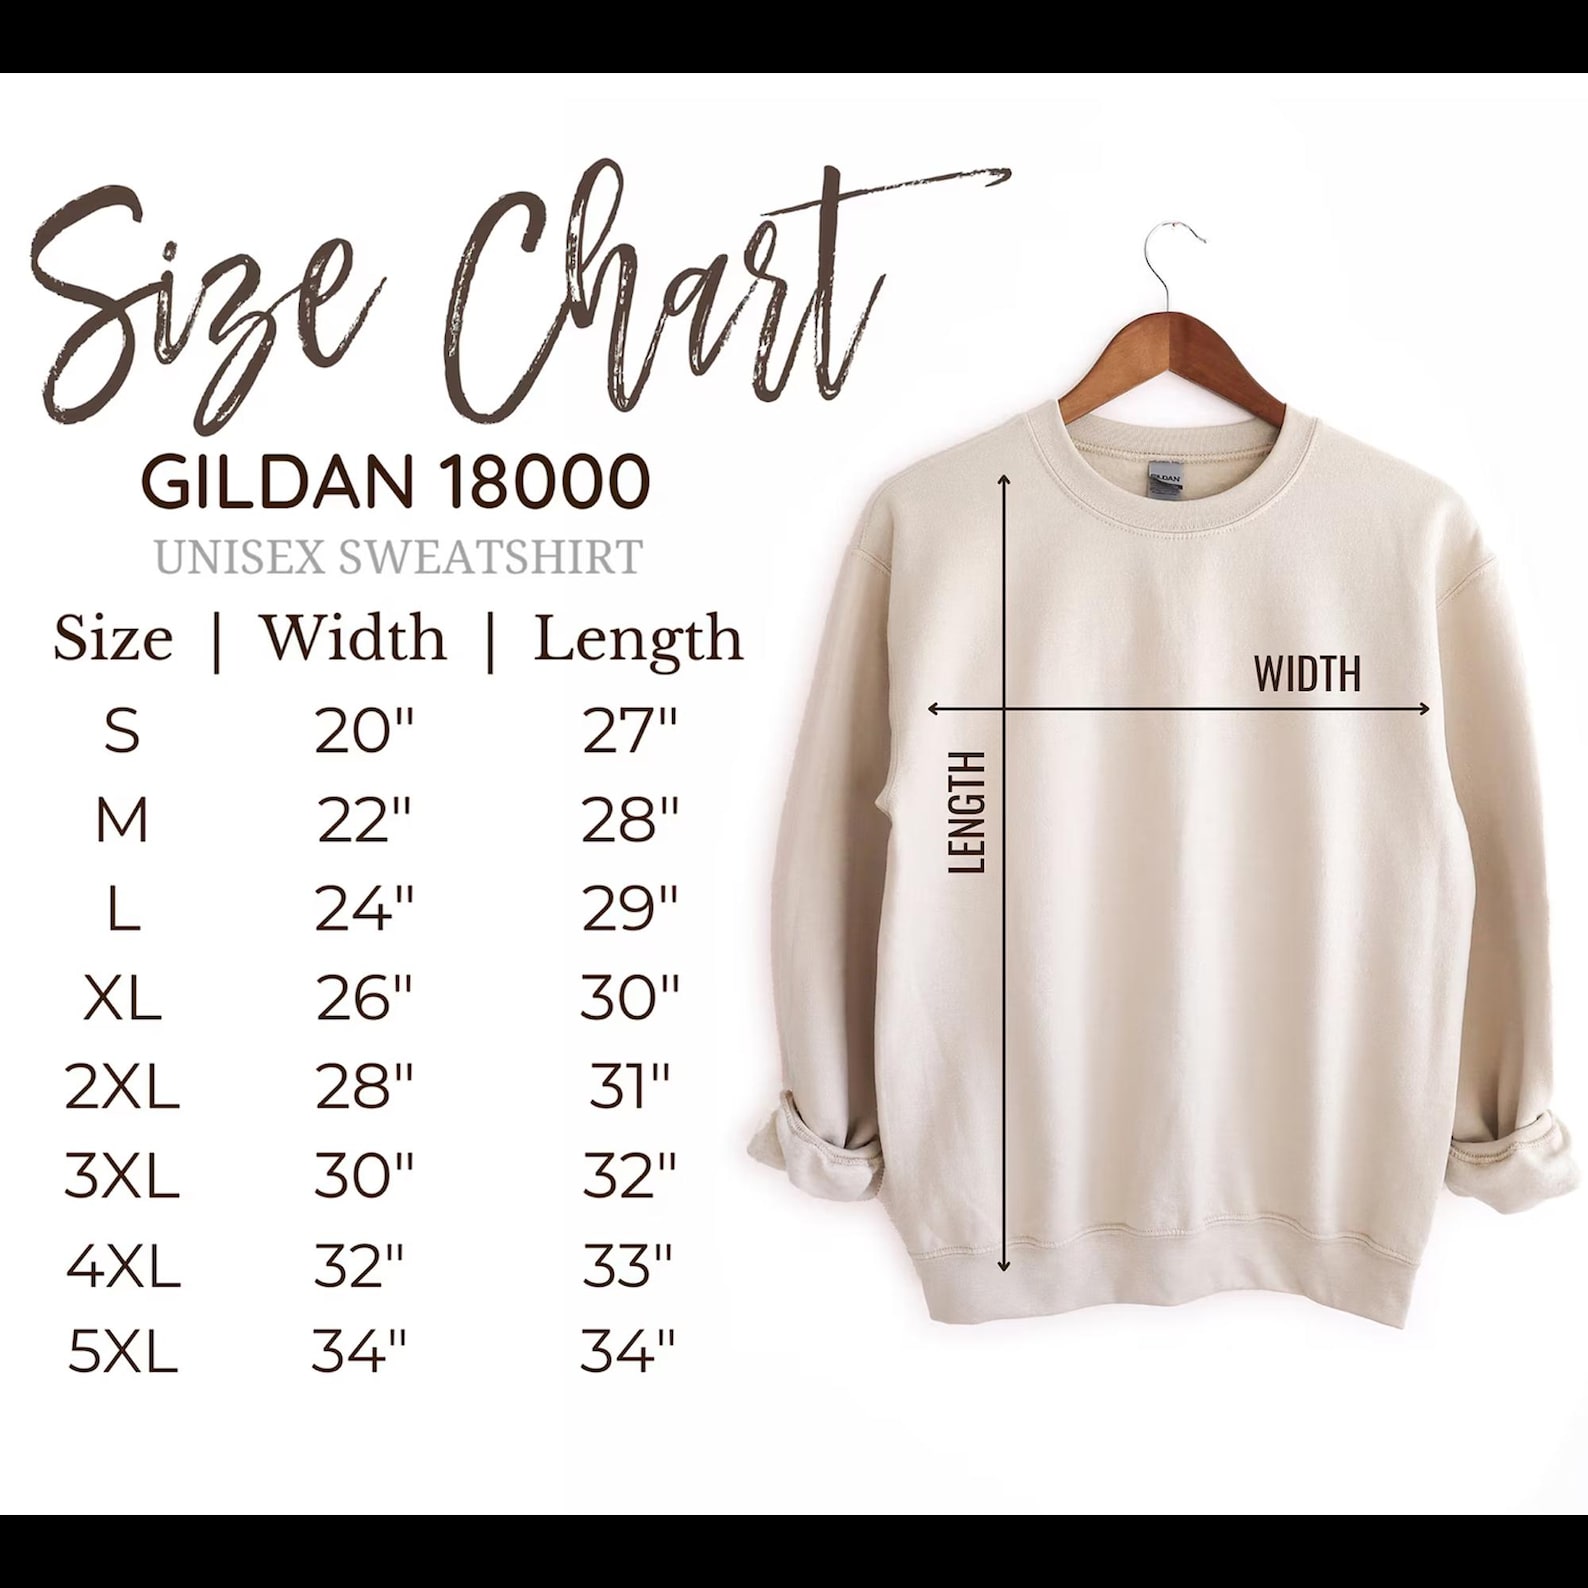 Size Chart
GILDAN 18000
UNISEX SWEATSHIRT
Size | Width | Length
S 20" 27"
M 22" 28"
L 24" 29"
XL 26" 30"
2XL 28" 31"
3XL 30" 32"
4XL 32" 33"
5XL 34" 34"
GILDAN
WIDTH
LENGTH